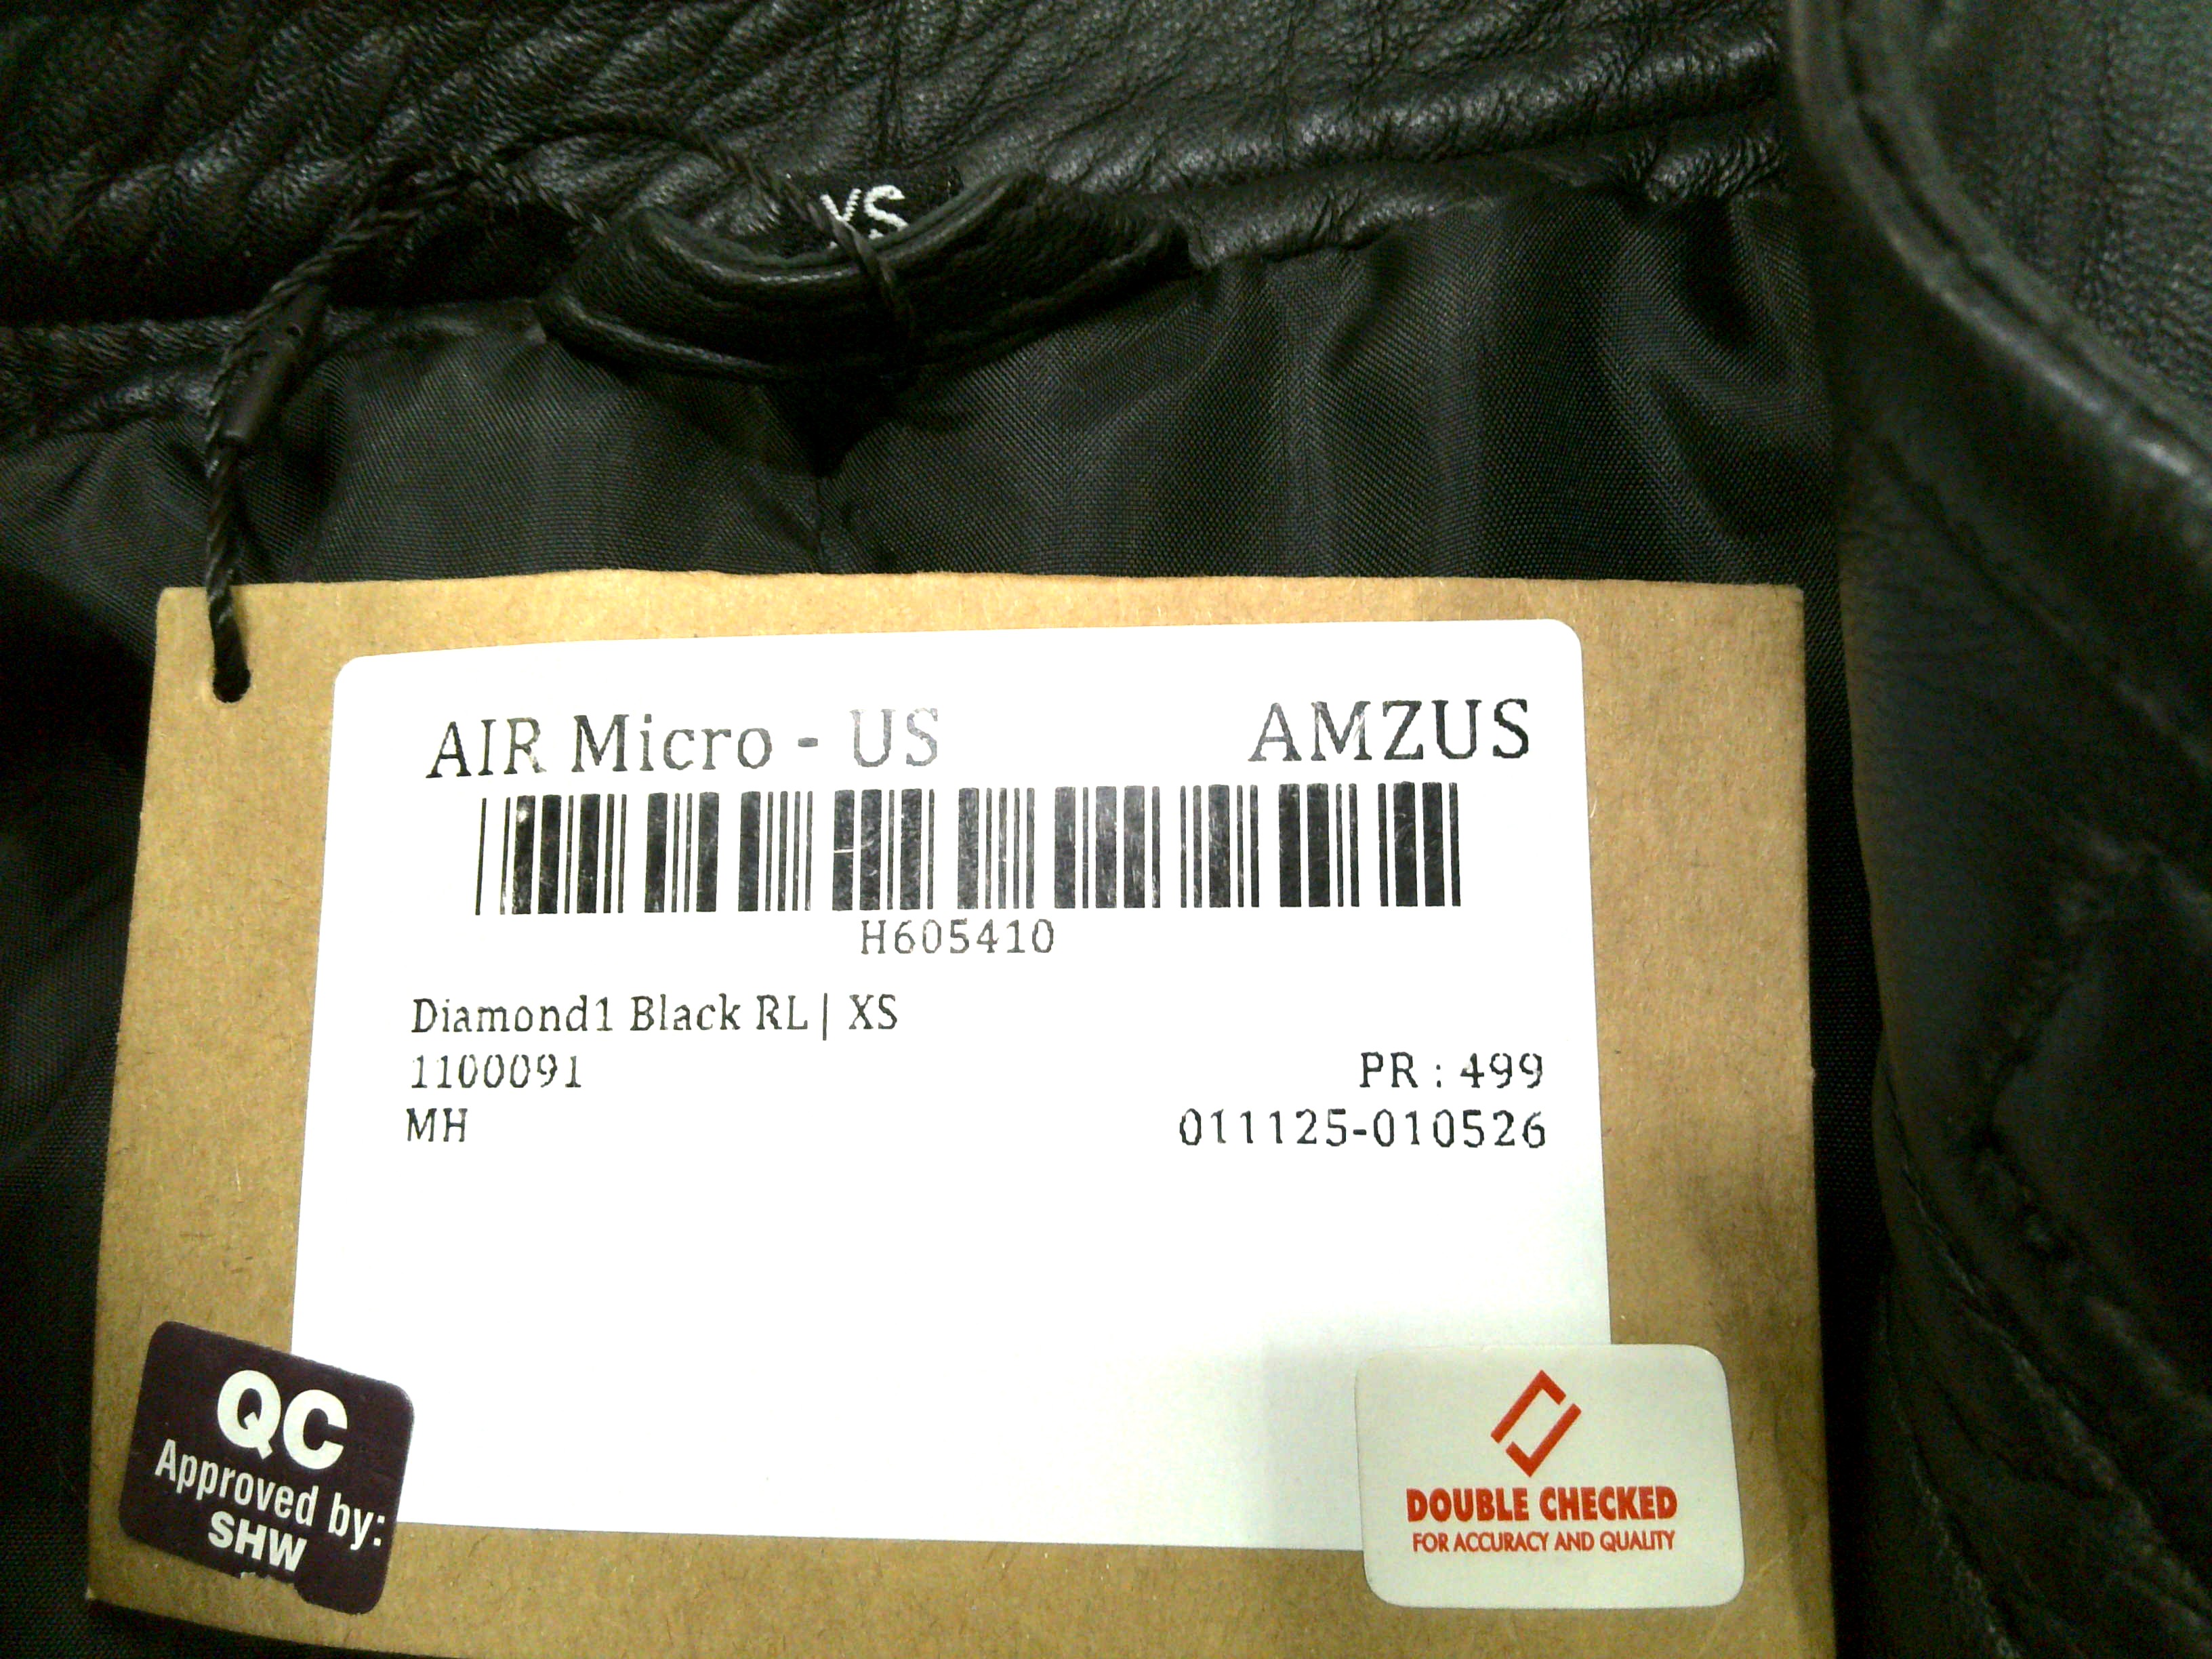 XS
AIR Micro - US AMZUS
H605410
Diamond1 Black RL | XS
1100091 PR : 499
MH 011125-010526
QC
Approved by:
SHW
DOUBLE CHECKED
FOR ACCURACY AND QUALITY